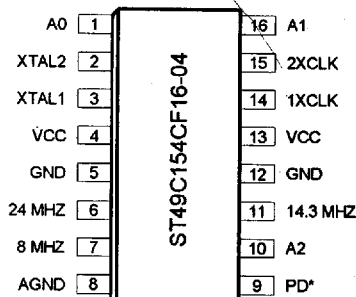 A0 1
XTAL2 2
XTAL1 3
VCC 4
GND 5
24 MHZ 6
8 MHZ 7
AGND 8
ST49C154CF16-04
16 A1
15 2XCLK
14 1XCLK
13 VCC
12 GND
11 14.3 MHZ
10 A2
9 PD*